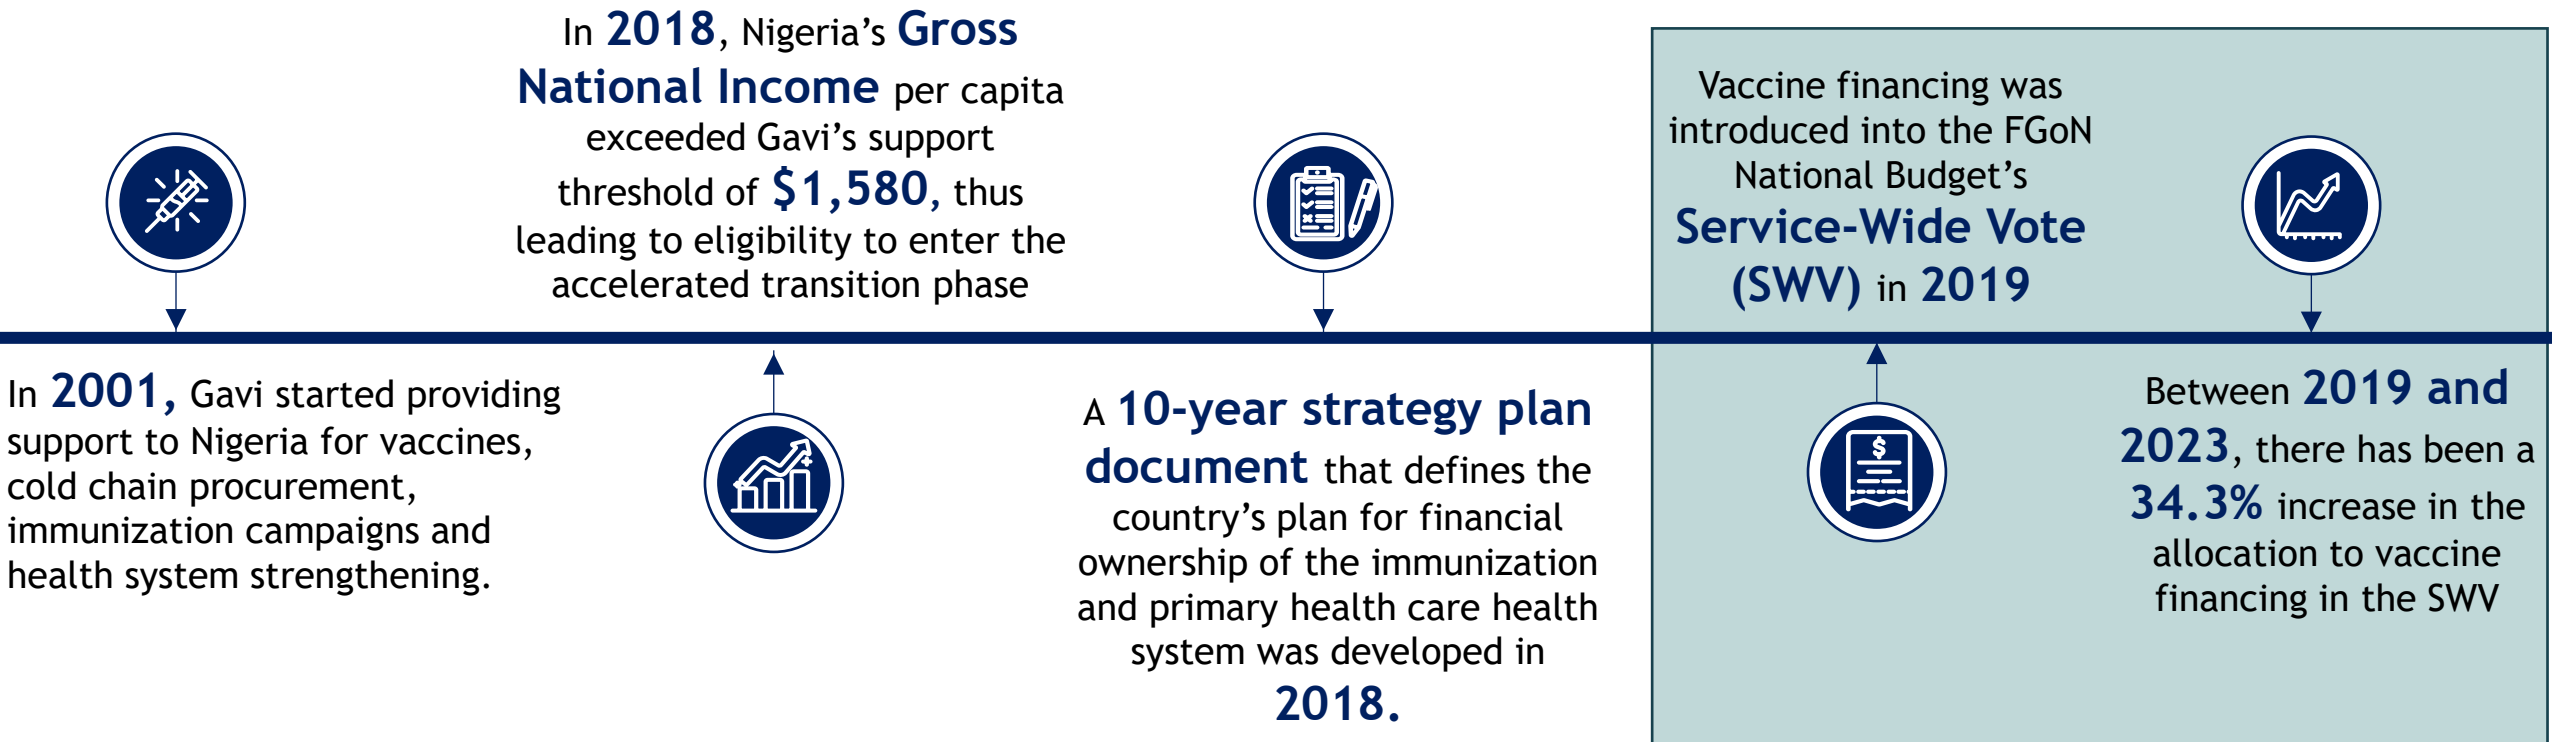 In 2001, Gavi started providing
support to Nigeria for vaccines,
cold chain procurement,
immunization campaigns and
health system strengthening.
In 2018, Nigeria’s Gross
National Income per capita
exceeded Gavi’s support
threshold of $1,580, thus
leading to eligibility to enter the
accelerated transition phase
A 10-year strategy plan
document that defines the
country’s plan for financial
ownership of the immunization
and primary health care health
system was developed in
2018.
Vaccine financing was
introduced into the FGoN
National Budget’s
Service-Wide Vote
(SWV) in 2019
Between 2019 and
2023, there has been a
34.3% increase in the
allocation to vaccine
financing in the SWV